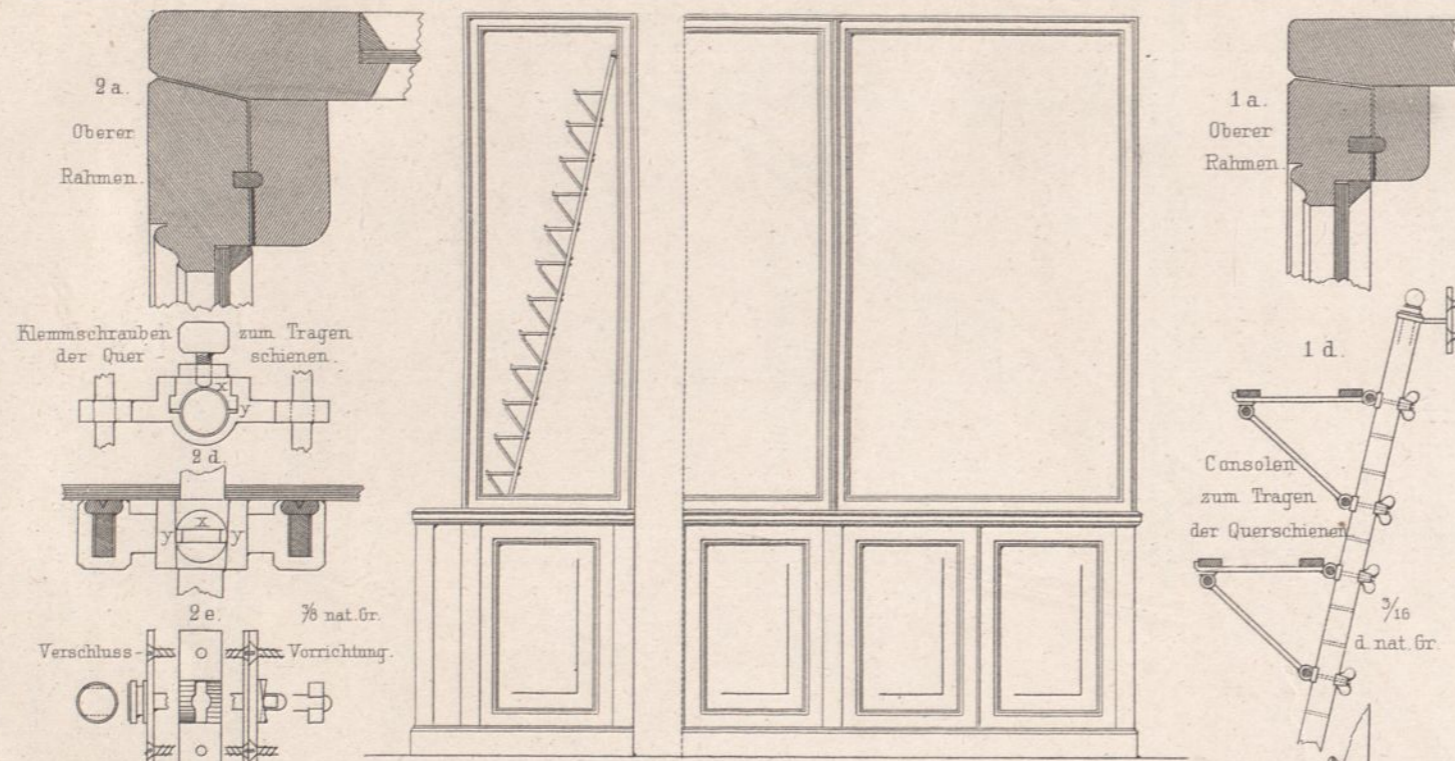 2 a.
Oberer
Rahmen.
Klemmschrauben zum Tragen
der Quer - schienen.
x
y
2 d.
x
y y
2 e. 3/8 nat. Gr.
Verschluss - Vorrichtung.
1 a.
Oberer
Rahmen.
1 d.
Consolen
zum Tragen
der Querschienen
3/16
d. nat. Gr.